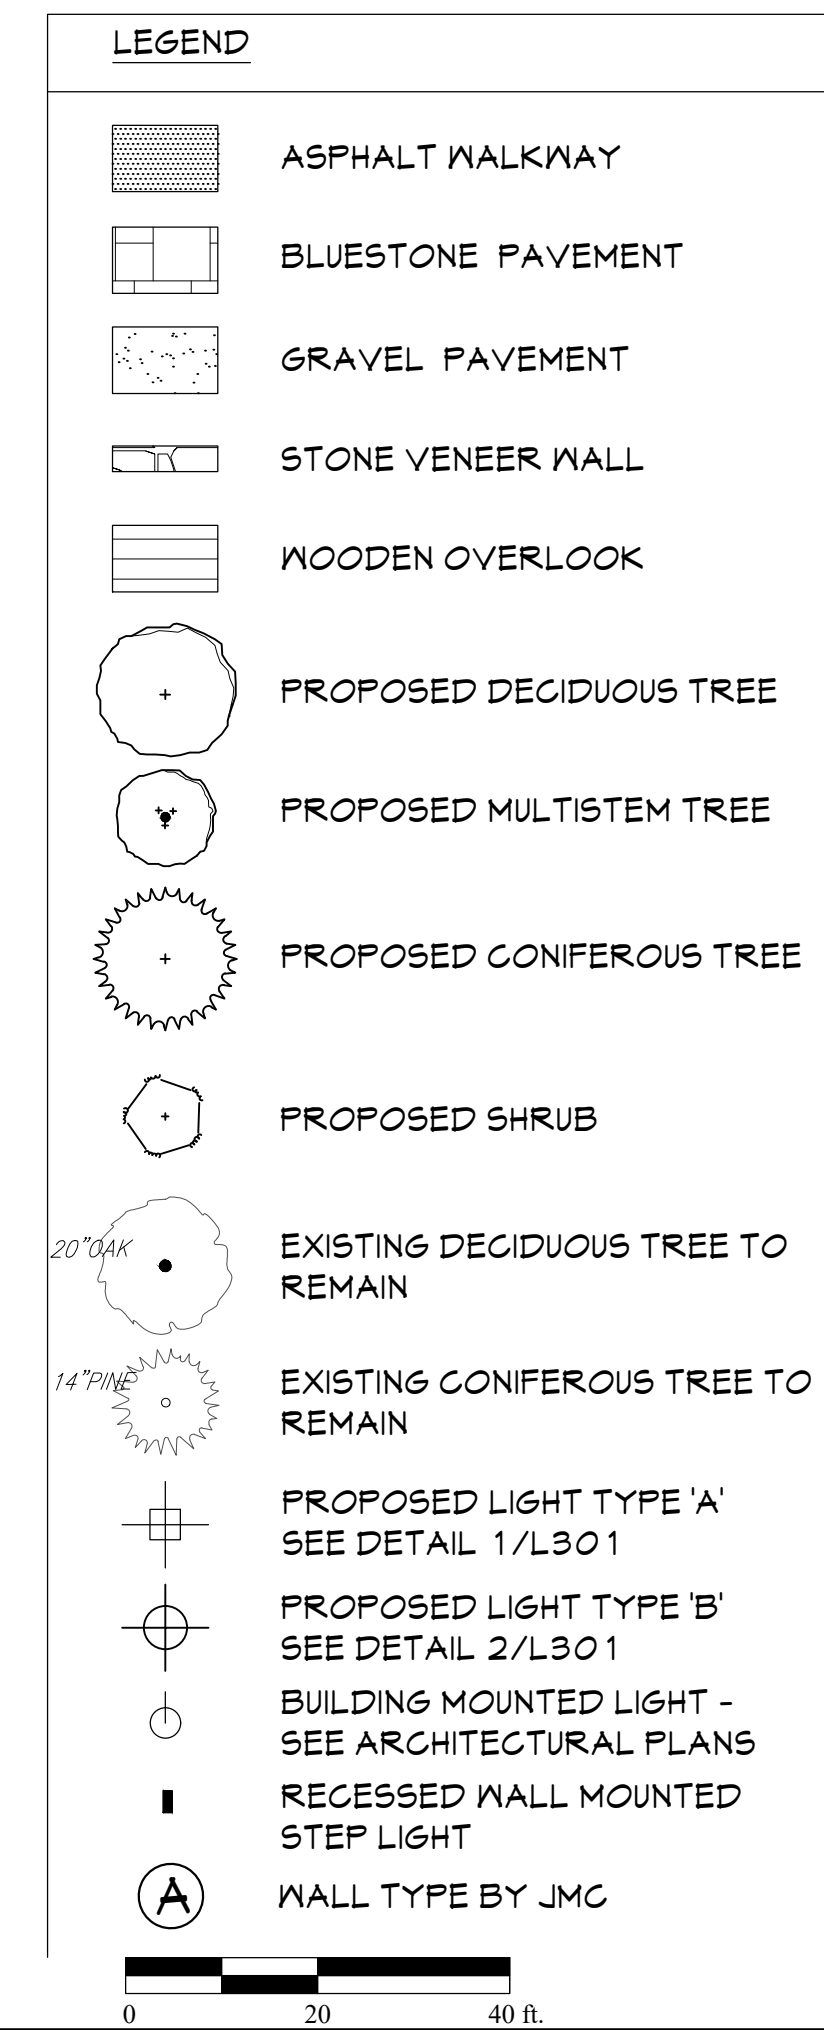 LEGEND
ASPHALT WALKWAY
BLUESTONE PAVEMENT
GRAVEL PAVEMENT
STONE VENEER WALL
WOODEN OVERLOOK
PROPOSED DECIDUOUS TREE
PROPOSED MULTISTEM TREE
PROPOSED CONIFEROUS TREE
PROPOSED SHRUB
20"OAK
EXISTING DECIDUOUS TREE TO
REMAIN
14"PINE
EXISTING CONIFEROUS TREE TO
REMAIN
PROPOSED LIGHT TYPE 'A'
SEE DETAIL 1/L301
PROPOSED LIGHT TYPE 'B'
SEE DETAIL 2/L301
BUILDING MOUNTED LIGHT -
SEE ARCHITECTURAL PLANS
RECESSED WALL MOUNTED
STEP LIGHT
A
WALL TYPE BY JMC
0 20 40 ft.